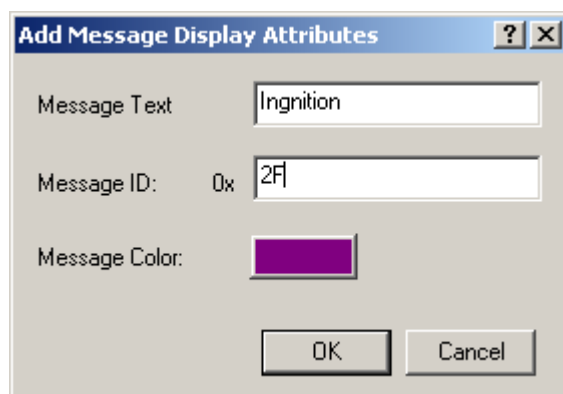 Add Message Display Attributes ? X
Message Text Ingnition
Message ID: 0x 2F
Message Color:
OK Cancel